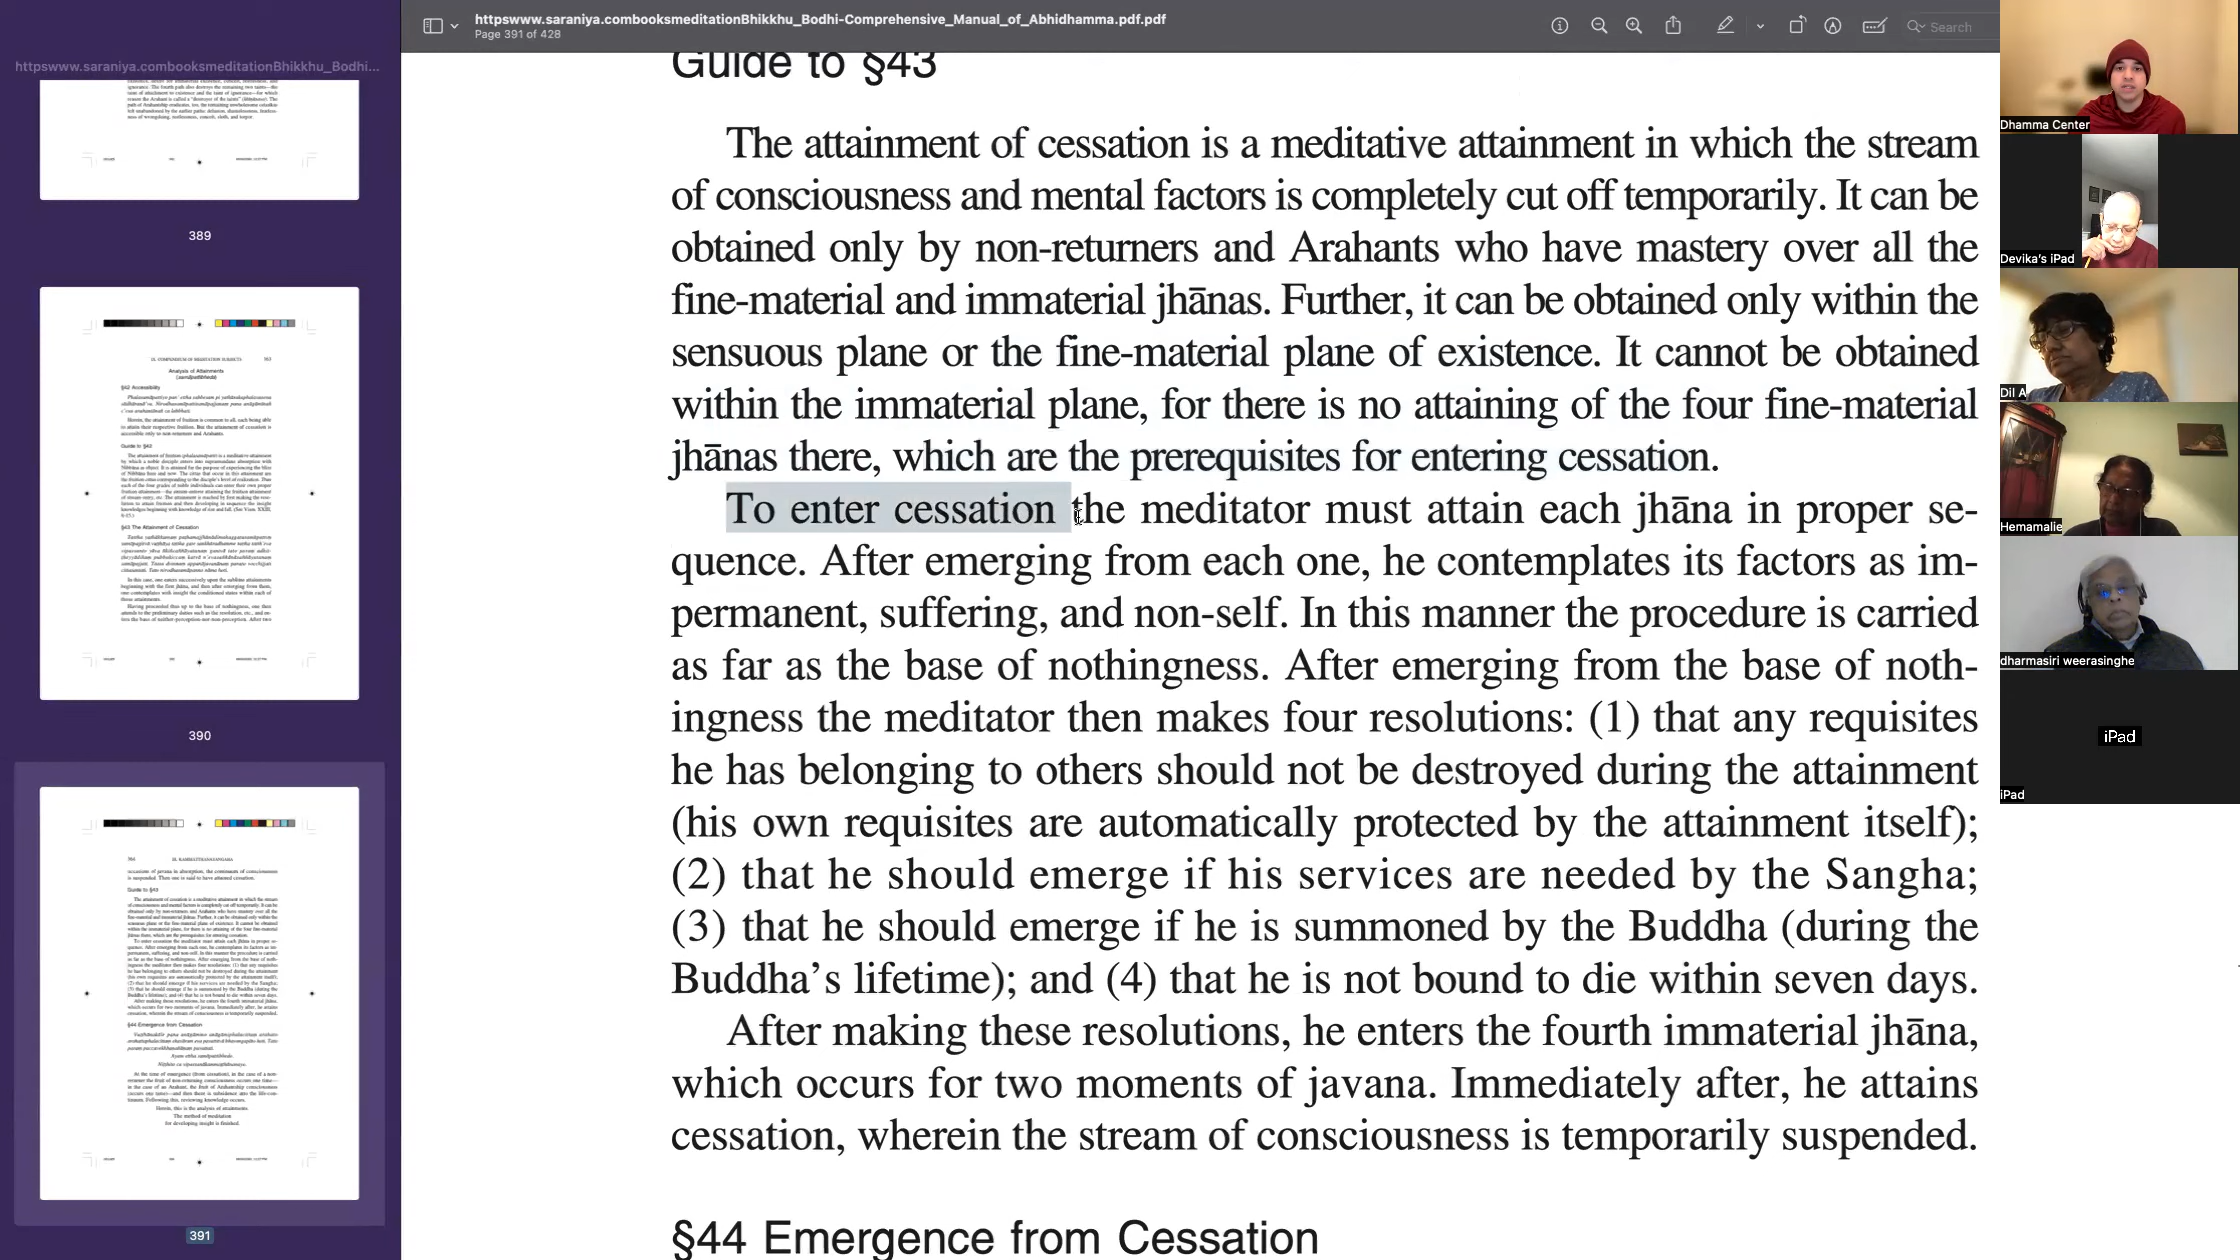 httpswww.saraniya.combooksmeditationBhikkhu_Bodhi-Comprehensive_Manual_of_Abhidhamma.pdf.pdf
Page 391 of 428
Search
httpswww.saraniya.combooksmeditationBhikkhu_Bodhi...
389
390
391
Guide to §43
The attainment of cessation is a meditative attainment in which the stream
of consciousness and mental factors is completely cut off temporarily. It can be
obtained only by non-returners and Arahants who have mastery over all the
fine-material and immaterial jhānas. Further, it can be obtained only within the
sensuous plane or the fine-material plane of existence. It cannot be obtained
within the immaterial plane, for there is no attaining of the four fine-material
jhānas there, which are the prerequisites for entering cessation.
To enter cessation the meditator must attain each jhāna in proper se-
quence. After emerging from each one, he contemplates its factors as im-
permanent, suffering, and non-self. In this manner the procedure is carried
as far as the base of nothingness. After emerging from the base of noth-
ingness the meditator then makes four resolutions: (1) that any requisites
he has belonging to others should not be destroyed during the attainment
(his own requisites are automatically protected by the attainment itself);
(2) that he should emerge if his services are needed by the Sangha;
(3) that he should emerge if he is summoned by the Buddha (during the
Buddha’s lifetime); and (4) that he is not bound to die within seven days.
After making these resolutions, he enters the fourth immaterial jhāna,
which occurs for two moments of javana. Immediately after, he attains
cessation, wherein the stream of consciousness is temporarily suspended.
§44 Emergence from Cessation
Dhamma Center
Devika's iPad
Dil A
Hemamalie
dharmasiri weerasinghe
iPad
iPad